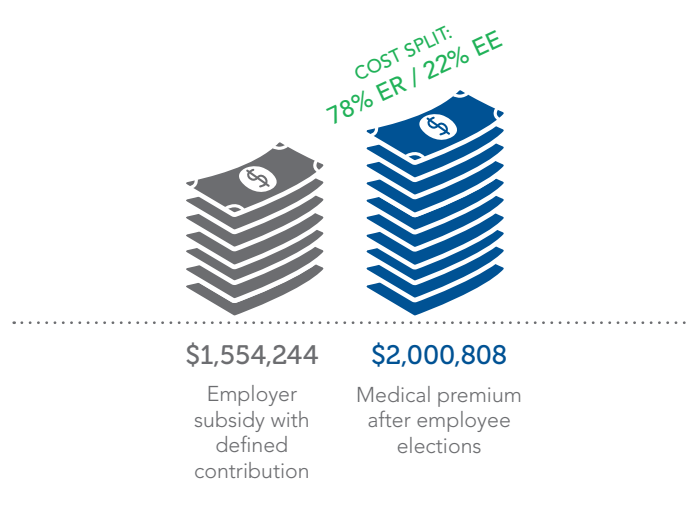 COST SPLIT:
78% ER / 22% EE
$
$
$1,554,244
Employer
subsidy with
defined
contribution
$2,000,808
Medical premium
after employee
elections